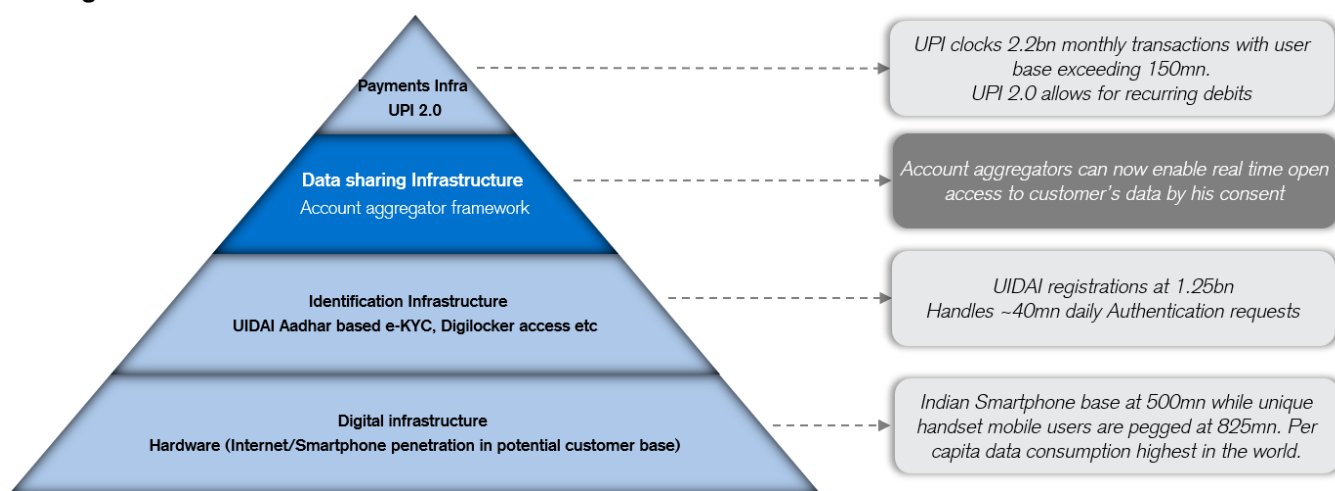 Payments Infra
UPI 2.0
UPI clocks 2.2bn monthly transactions with user
base exceeding 150mn.
UPI 2.0 allows for recurring debits
Data sharing Infrastructure
Account aggregator framework
Account aggregators can now enable real time open
access to customer's data by his consent
Identification Infrastructure
UIDAI Aadhar based e-KYC, Digilocker access etc
UIDAI registrations at 1.25bn
Handles ~40mn daily Authentication requests
Digital infrastructure
Hardware (Internet/Smartphone penetration in potential customer base)
Indian Smartphone base at 500mn while unique
handset mobile users are pegged at 825mn. Per
capita data consumption highest in the world.